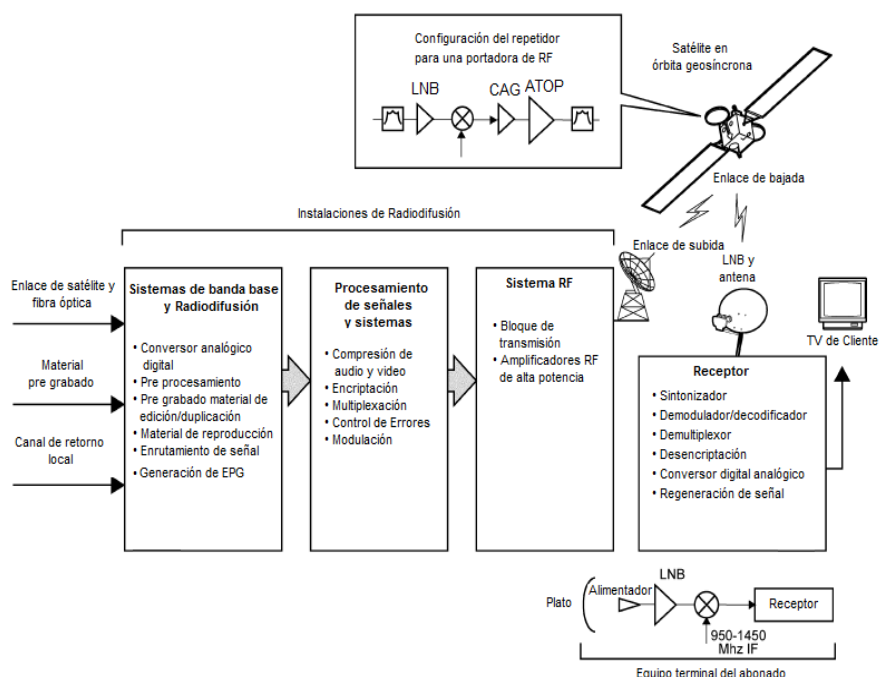 Configuración del repetidor
para una portadora de RF
LNB
CAG
ATOP
Satélite en
órbita geosíncrona
Enlace de bajada
Instalaciones de Radiodifusión
Enlace de subida
LNB y
antena
TV de Cliente
Enlace de satélite y
fibra óptica
Material
pre grabado
Canal de retorno
local
Sistemas de banda base
y Radiodifusión
• Conversor analógico
digital
• Pre procesamiento
• Pre grabado material de
edición/duplicación
• Material de reproducción
• Enrutamiento de señal
• Generación de EPG
Procesamiento
de señales
y sistemas
• Compresión de
audio y video
• Encriptación
• Multiplexación
• Control de Errores
• Modulación
Sistema RF
• Bloque de
transmisión
• Amplificadores RF
de alta potencia
Receptor
• Sintonizador
• Demodulador/decodificador
• Demultiplexor
• Desencriptación
• Conversor digital analógico
• Regeneración de señal
Plato
Alimentador
LNB
Receptor
950-1450
Mhz IF
Equipo terminal del abonado